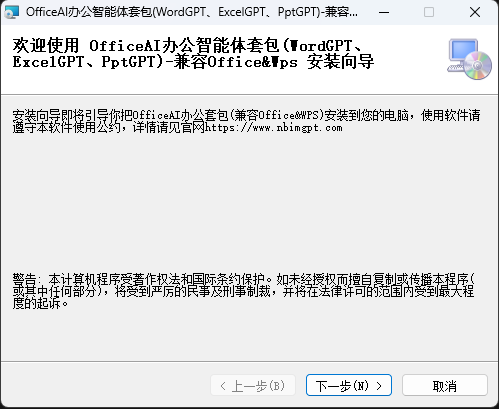 OfficeAI办公智能体套包(WordGPT、ExcelGPT、PptGPT)-兼容...
欢迎使用 OfficeAI办公智能体套包(WordGPT、
ExcelGPT、PptGPT)-兼容Office&Wps 安装向导
安装向导即将引导你把OfficeAI办公套包(兼容Office&WPS)安装到您的电脑，使用软件请
遵守本软件使用公约，详情请见官网https://www.nbimgpt.com
警告: 本计算机程序受著作权法和国际条约保护。如未经授权而擅自复制或传播本程序(
或其中任何部分)，将受到严厉的民事及刑事制裁，并将在法律许可的范围内受到最大程
度的起诉。
< 上一步(B)
下一步(N) >
取消